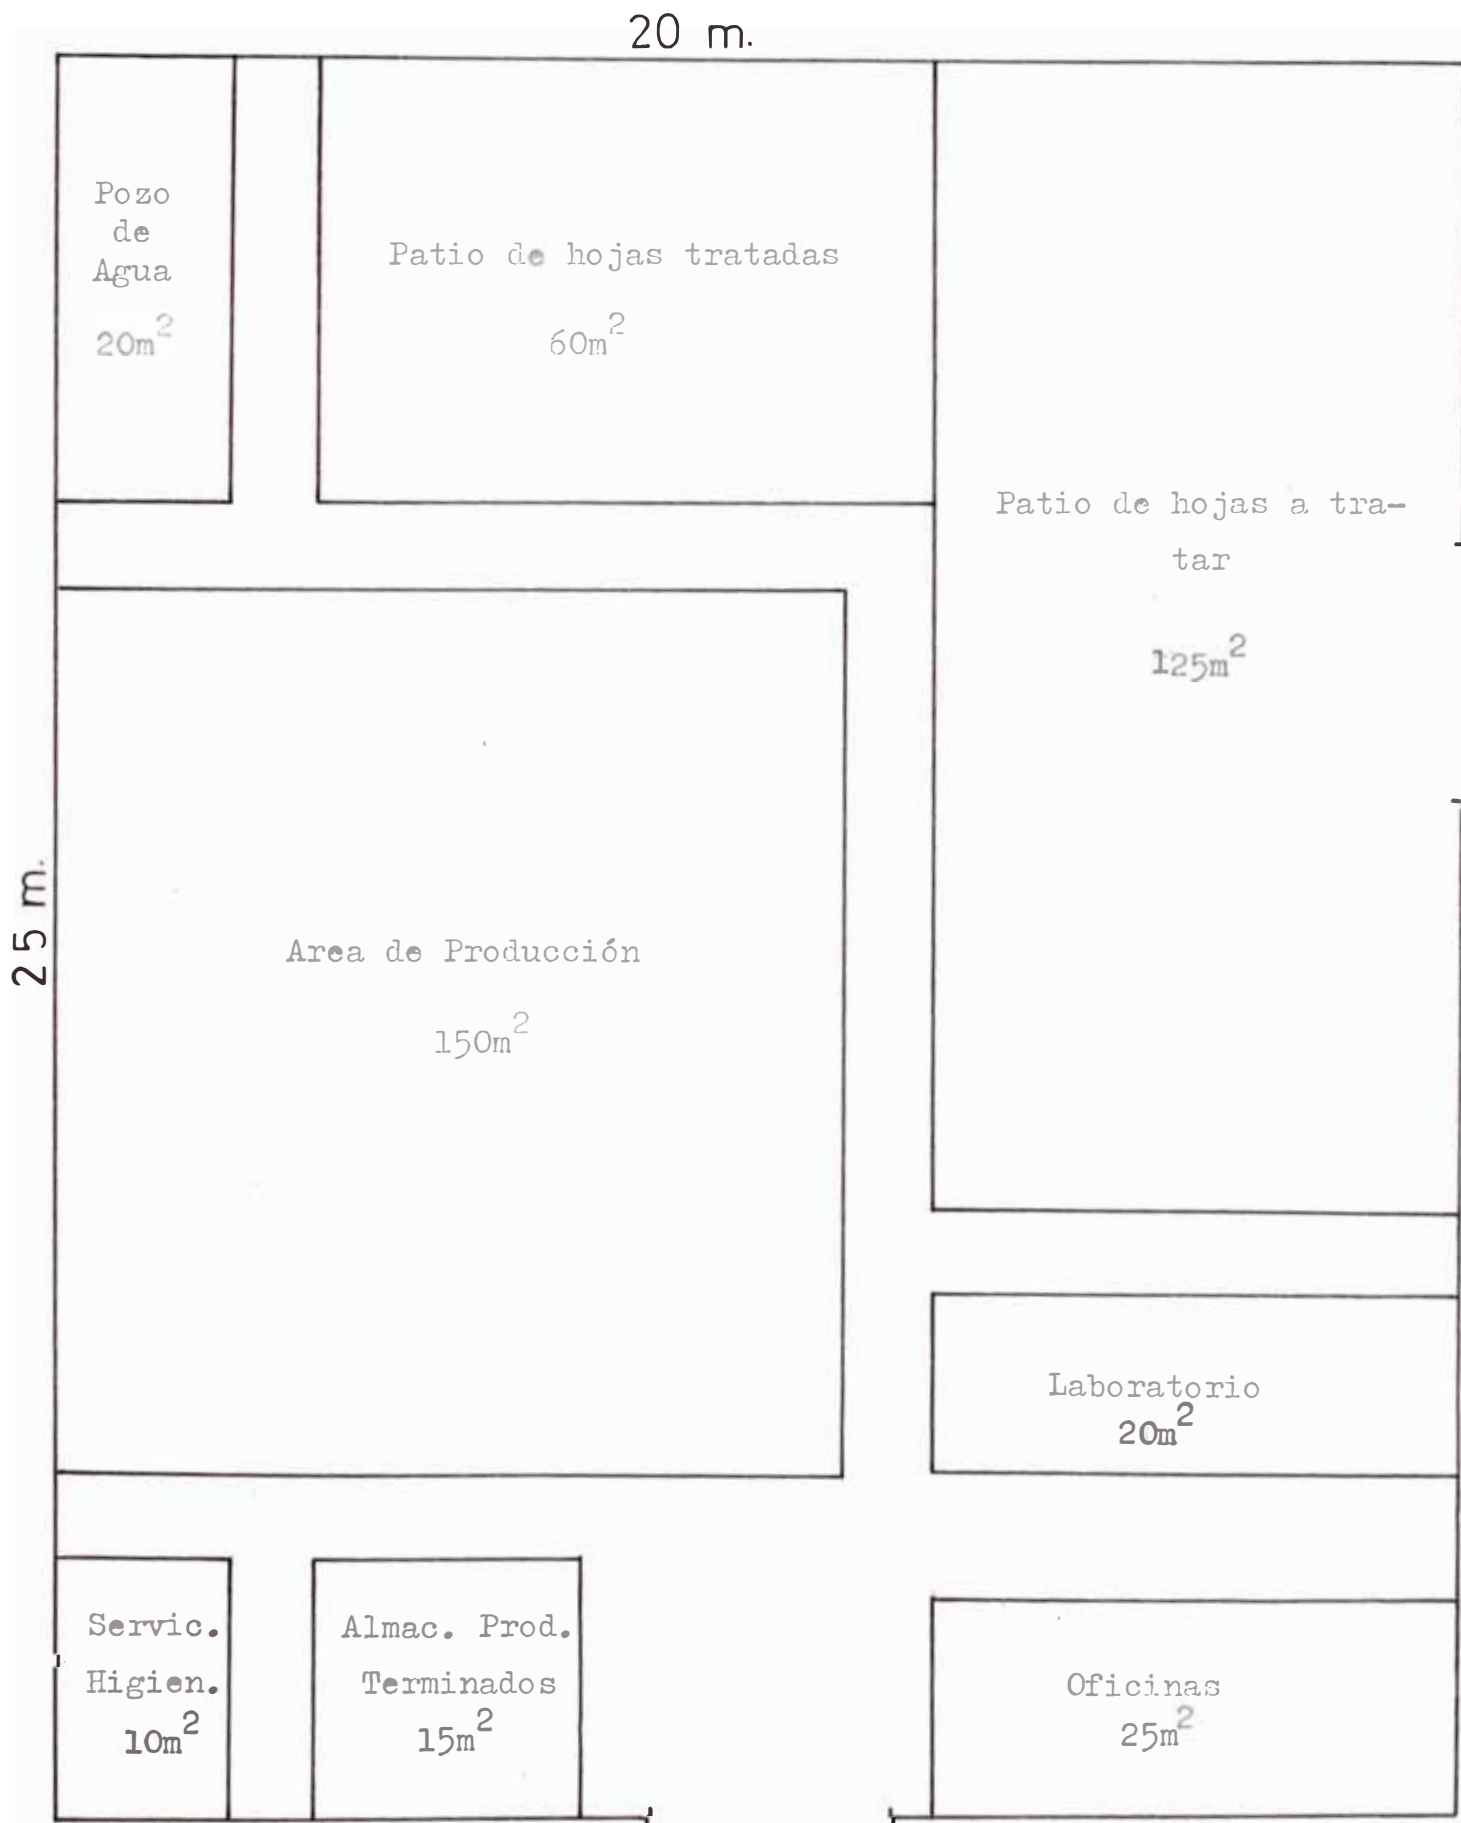 20 m.
Pozo
de
Agua
20m²
Patio de hojas tratadas
60m²
Patio de hojas a tra-
tar
125m²
25 m.
Area de Producción
150m²
Laboratorio
20m²
Servic.
Higien.
10m²
Almac. Prod.
Terminados
15m²
Oficinas
25m²